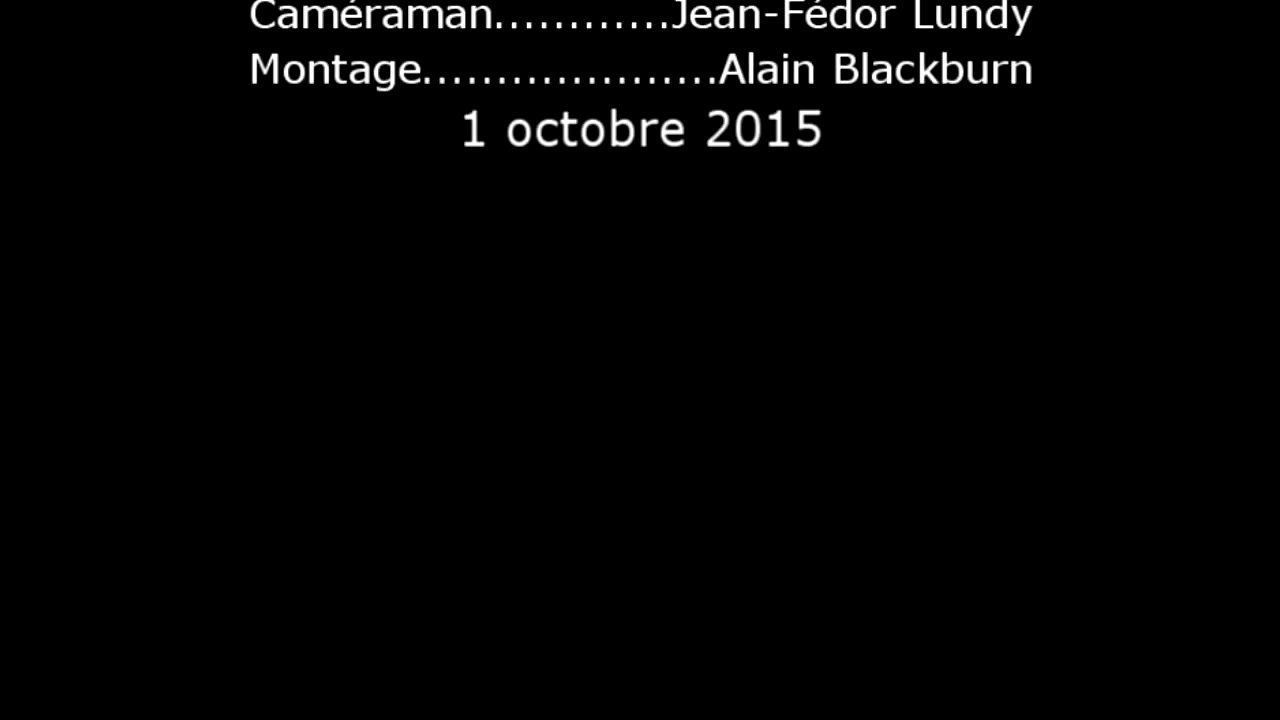 Caméraman............Jean-Fédor Lundy
Montage....................Alain Blackburn
1 octobre 2015